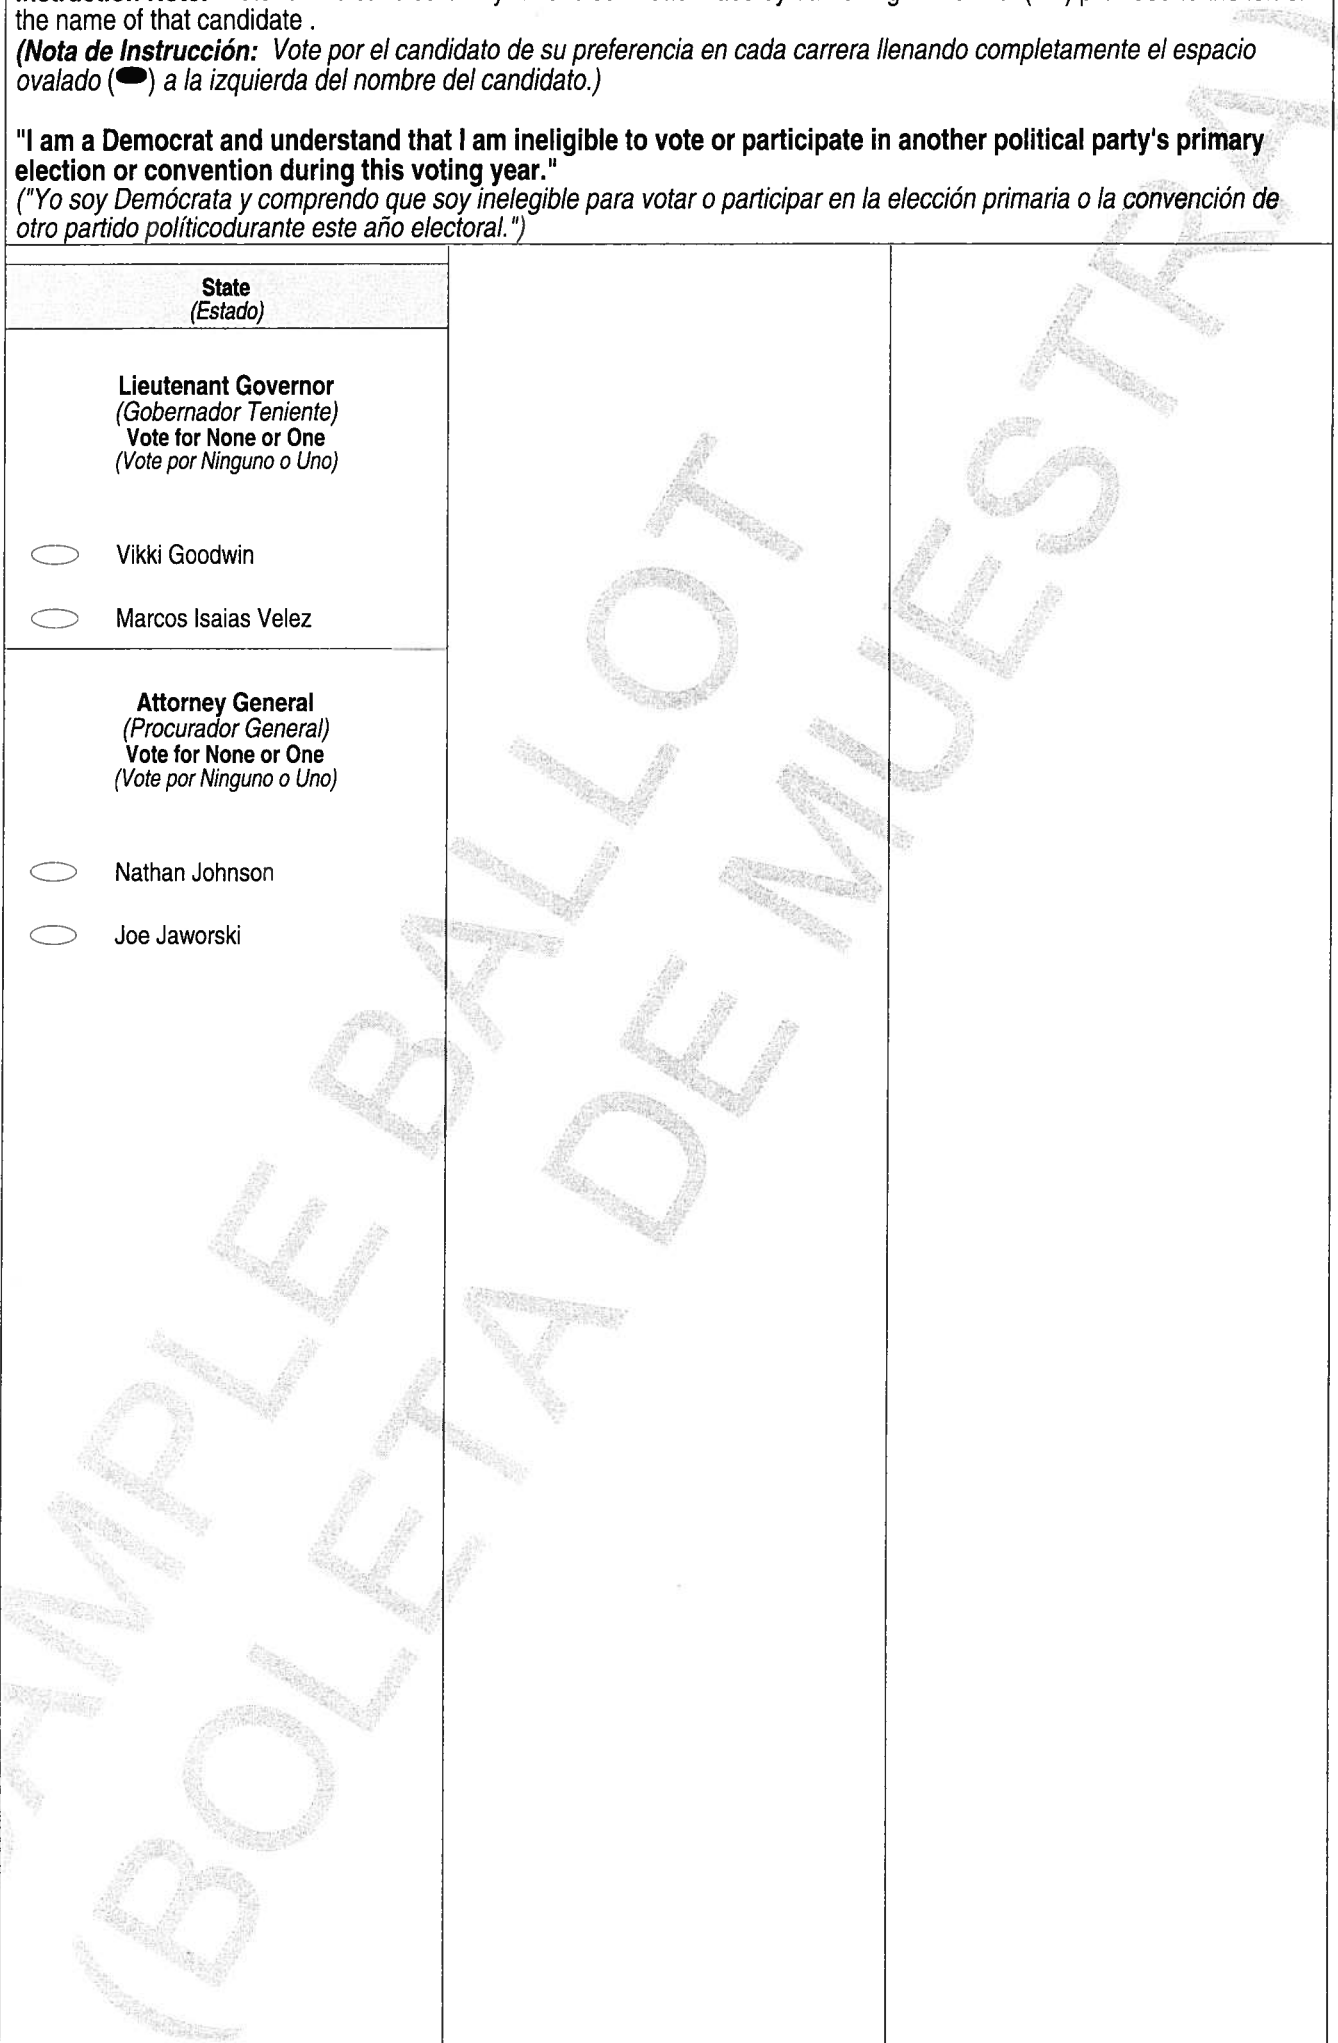 the name of that candidate .
(Nota de Instrucción: Vote por el candidato de su preferencia en cada carrera llenando completamente el espacio
ovalado () a la izquierda del nombre del candidato.)
"I am a Democrat and understand that I am ineligible to vote or participate in another political party's primary
election or convention during this voting year."
("Yo soy Demócrata y comprendo que soy inelegible para votar o participar en la elección primaria o la convención de
otro partido políticodurante este año electoral.")
State
(Estado)
Lieutenant Governor
(Gobernador Teniente)
Vote for None or One
(Vote por Ninguno o Uno)
Vikki Goodwin
Marcos Isaias Velez
Attorney General
(Procurador General)
Vote for None or One
(Vote por Ninguno o Uno)
Nathan Johnson
Joe Jaworski
AMPLE BALLOT
(BOLETA DE MUESTRA)